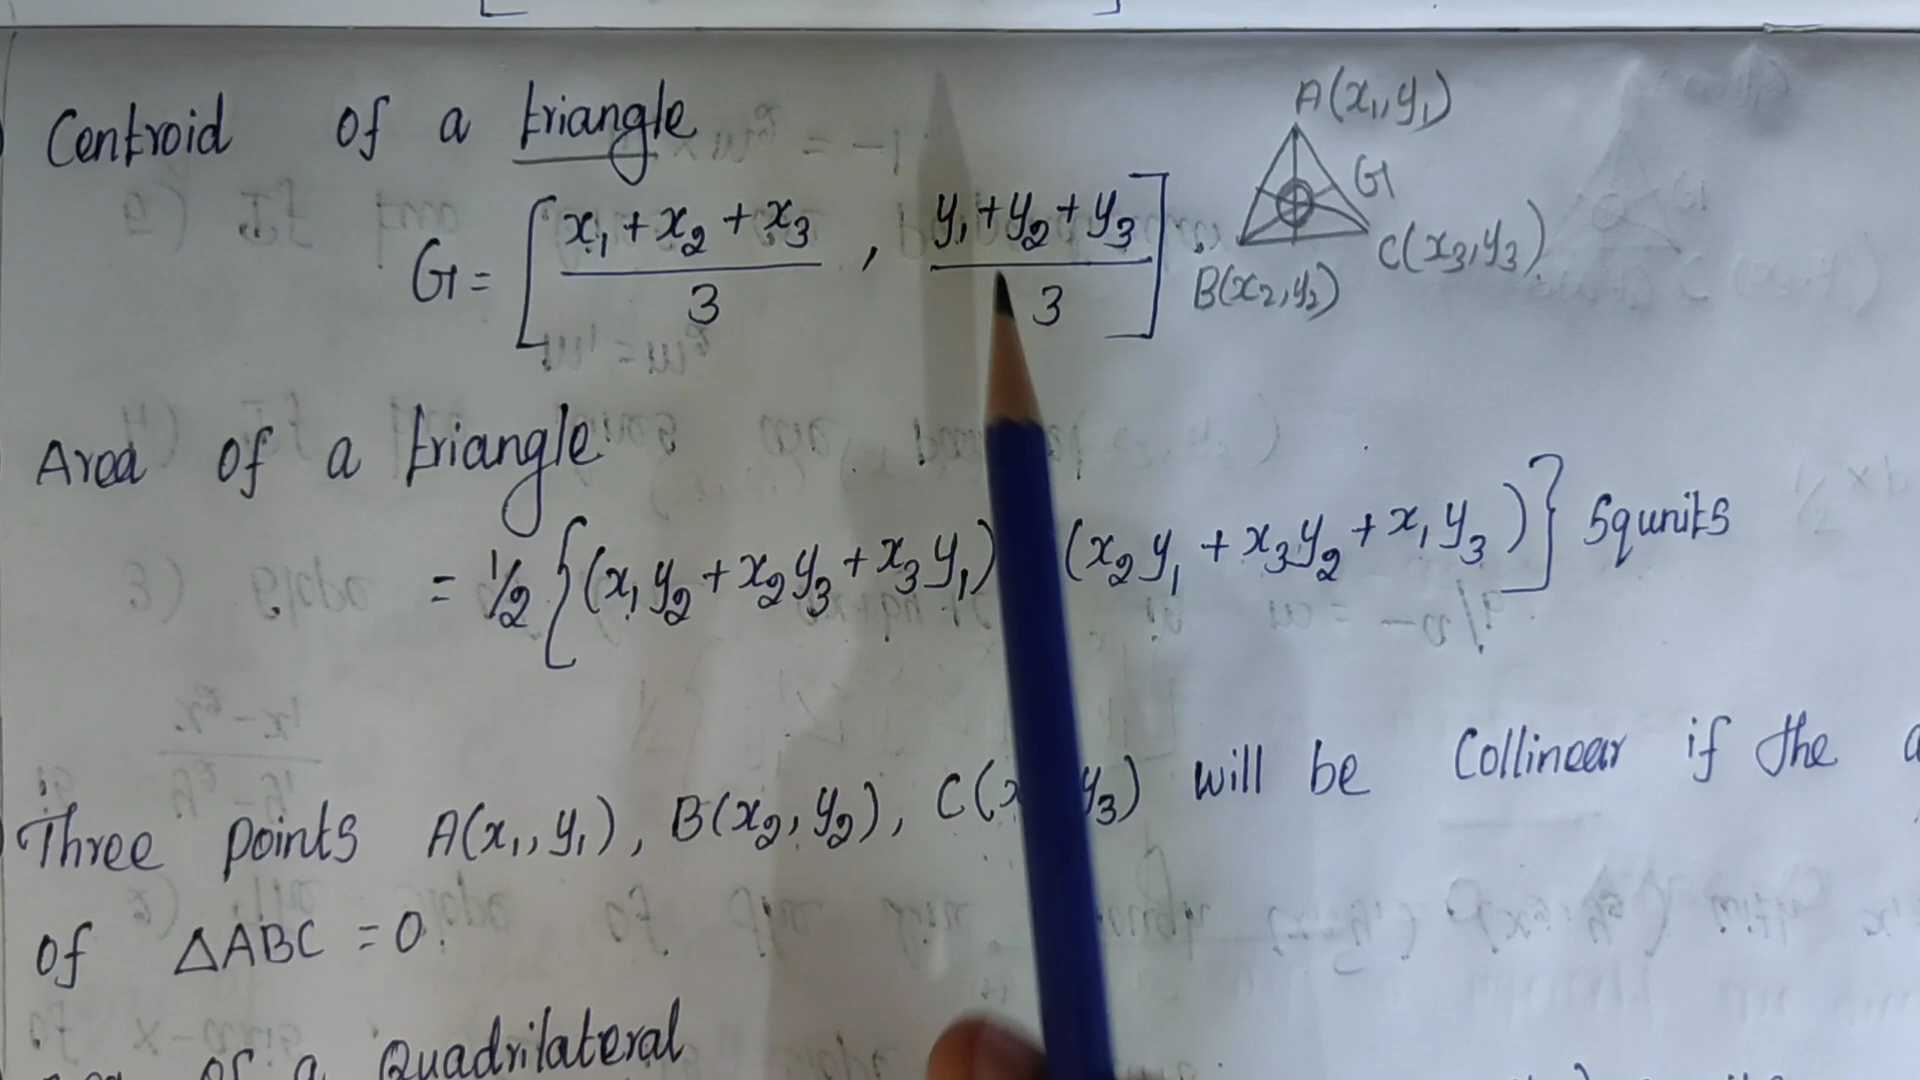 Centroid of a triangle
G = [ (x₁ + x₂ + x₃)/3 , (y₁ + y₂ + y₃)/3 ]
A(x₁, y₁)
G
B(x₂, y₂)
C(x₃, y₃)
Area of a triangle
= 1/2 { (x₁y₂ + x₂y₃ + x₃y₁) (x₂y₁ + x₃y₂ + x₁y₃) } Squnits
Three points A(x₁, y₁), B(x₂, y₂), C(x y₃) will be Collinear if the
of ΔABC = 0
of a Quadrilateral